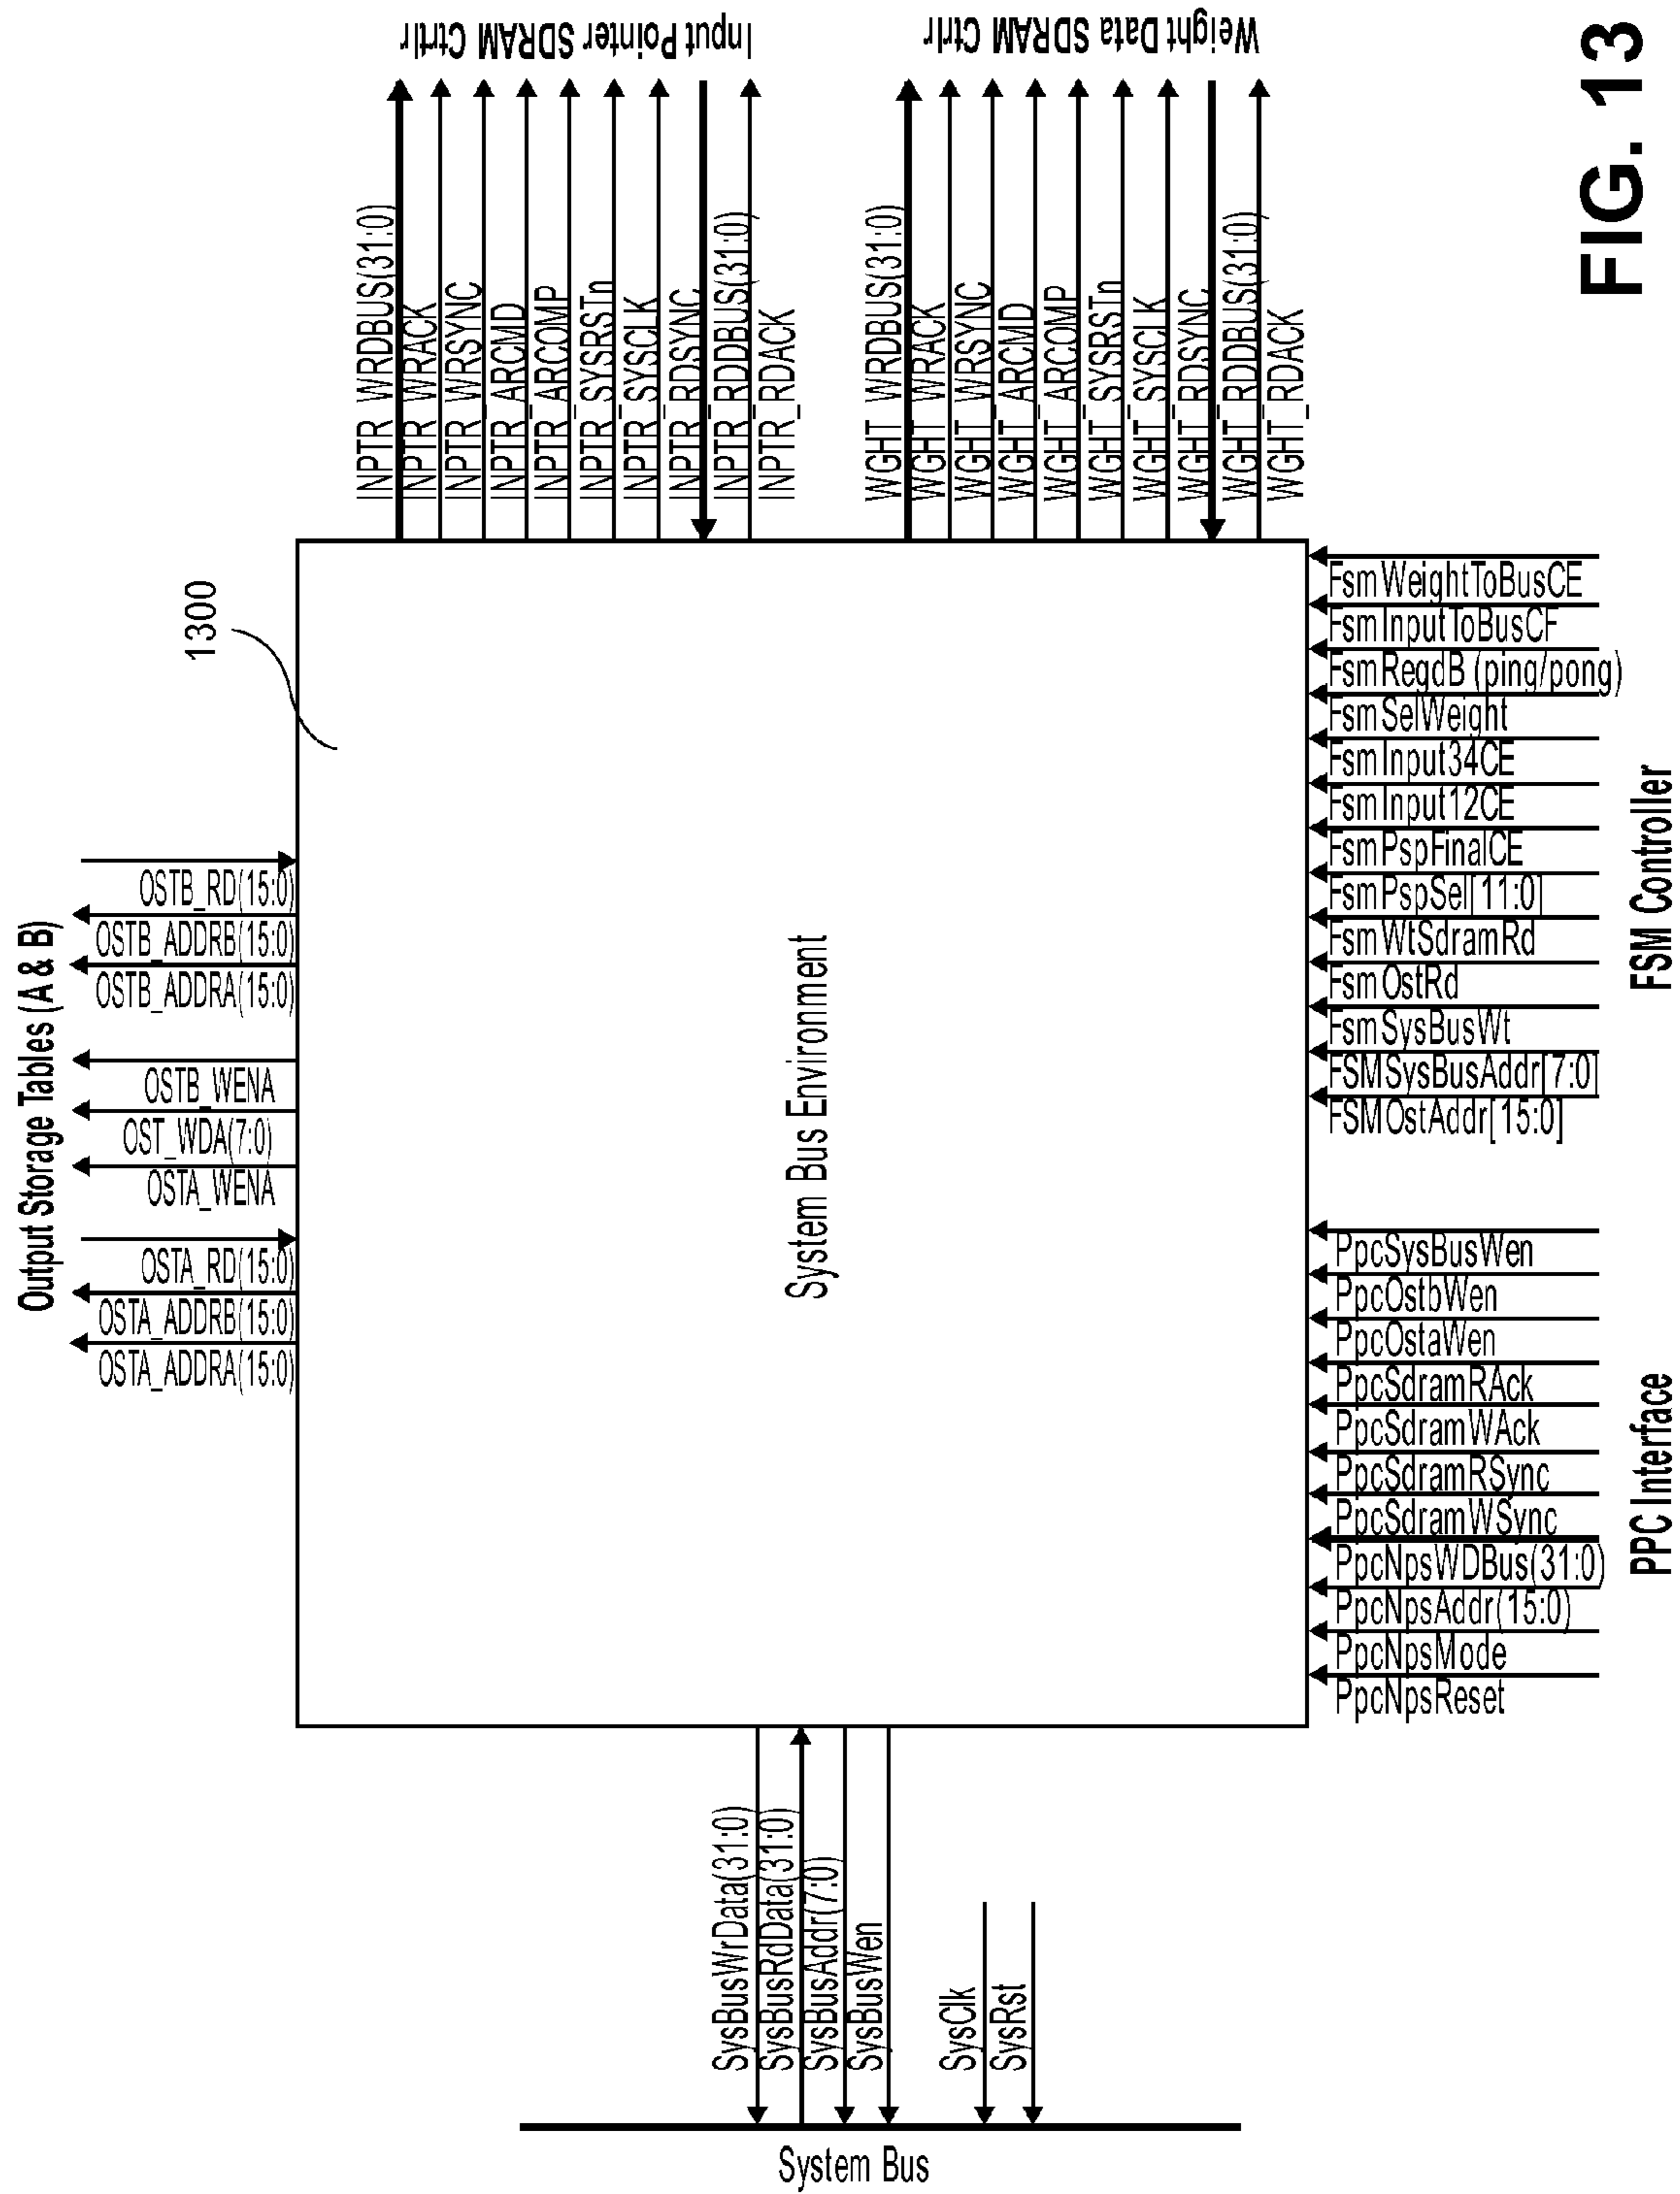 Output Storage Tables (A & B)
OSTB_RD(15:0)
OSTB_ADDRB(15:0)
OSTB_ADDRA(15:0)
OSTB_WENA
OST_WDA(7:0)
OSTA_WENA
OSTA_RD(15:0)
OSTA_ADDRB(15:0)
OSTA_ADDRA(15:0)
1300
Input Pointer SDRAM Ctrlr
INPTR_WRDBUS(31:0)
INPTR_WRACK
INPTR_WRSYNC
INPTR_ARCMD
INPTR_ARCOMP
INPTR_SYSRSTn
INPTR_SYSCLK
INPTR_RDSYNC
INPTR_RDDBUS(31:0)
INPTR_RDACK
Weight Data SDRAM Ctrlr
WGHT_WRDBUS(31:0)
WGHT_WRACK
WGHT_WRSYNC
WGHT_ARCMD
WGHT_ARCOMP
WGHT_SYSRSTn
WGHT_SYSCLK
WGHT_RDSYNC
WGHT_RDDBUS(31:0)
WGHT_RDACK
System Bus Environment
FsmWeightToBusCE
FsmInputToBusCF
FsmRegdB (ping/pong)
FsmSelWeight
FsmInput34CE
FsmInput12CE
FsmPspFinalCE
FsmPspSel[11:0]
FsmWtSdramRd
FsmOstRd
FsmSysBusWt
FSMSysBusAddr[7:0]
FSMOstAddr[15:0]
FSM Controller
PpcSysBusWen
PpcOstbWen
PpcOstaWen
PpcSdramRAck
PpcSdramWAck
PpcSdramRSync
PpcSdramWSync
PpcNpsWDBus(31:0)
PpcNpsAddr(15:0)
PpcNpsMode
PpcNpsReset
PPC Interface
SysBusWrData(31:0)
SysBusRdData(31:0)
SysBusAddr(7:0)
SysBusWen
SysClk
SysRst
System Bus
FIG. 13